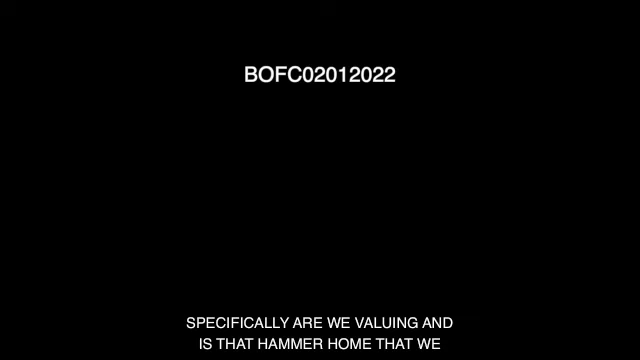 BOFC02012022
SPECIFICALLY ARE WE VALUING AND
IS THAT HAMMER HOME THAT WE